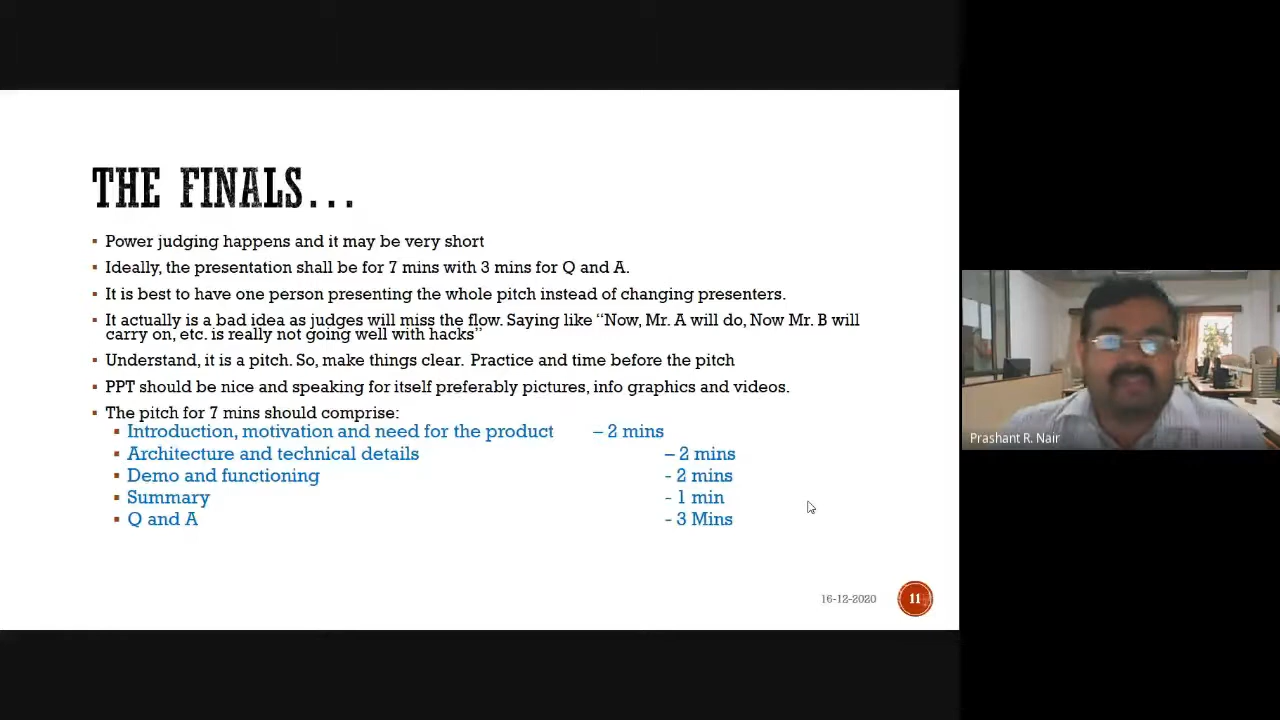 THE FINALS...
▪ Power judging happens and it may be very short
▪ Ideally, the presentation shall be for 7 mins with 3 mins for Q and A.
▪ It is best to have one person presenting the whole pitch instead of changing presenters.
▪ It actually is a bad idea as judges will miss the flow. Saying like “Now, Mr. A will do, Now Mr. B will
carry on, etc. is really not going well with hacks”
▪ Understand, it is a pitch. So, make things clear. Practice and time before the pitch
▪ PPT should be nice and speaking for itself preferably pictures, info graphics and videos.
▪ The pitch for 7 mins should comprise:
▪ Introduction, motivation and need for the product – 2 mins
▪ Architecture and technical details – 2 mins
▪ Demo and functioning - 2 mins
▪ Summary - 1 min
▪ Q and A - 3 Mins
16-12-2020 11
Prashant R. Nair